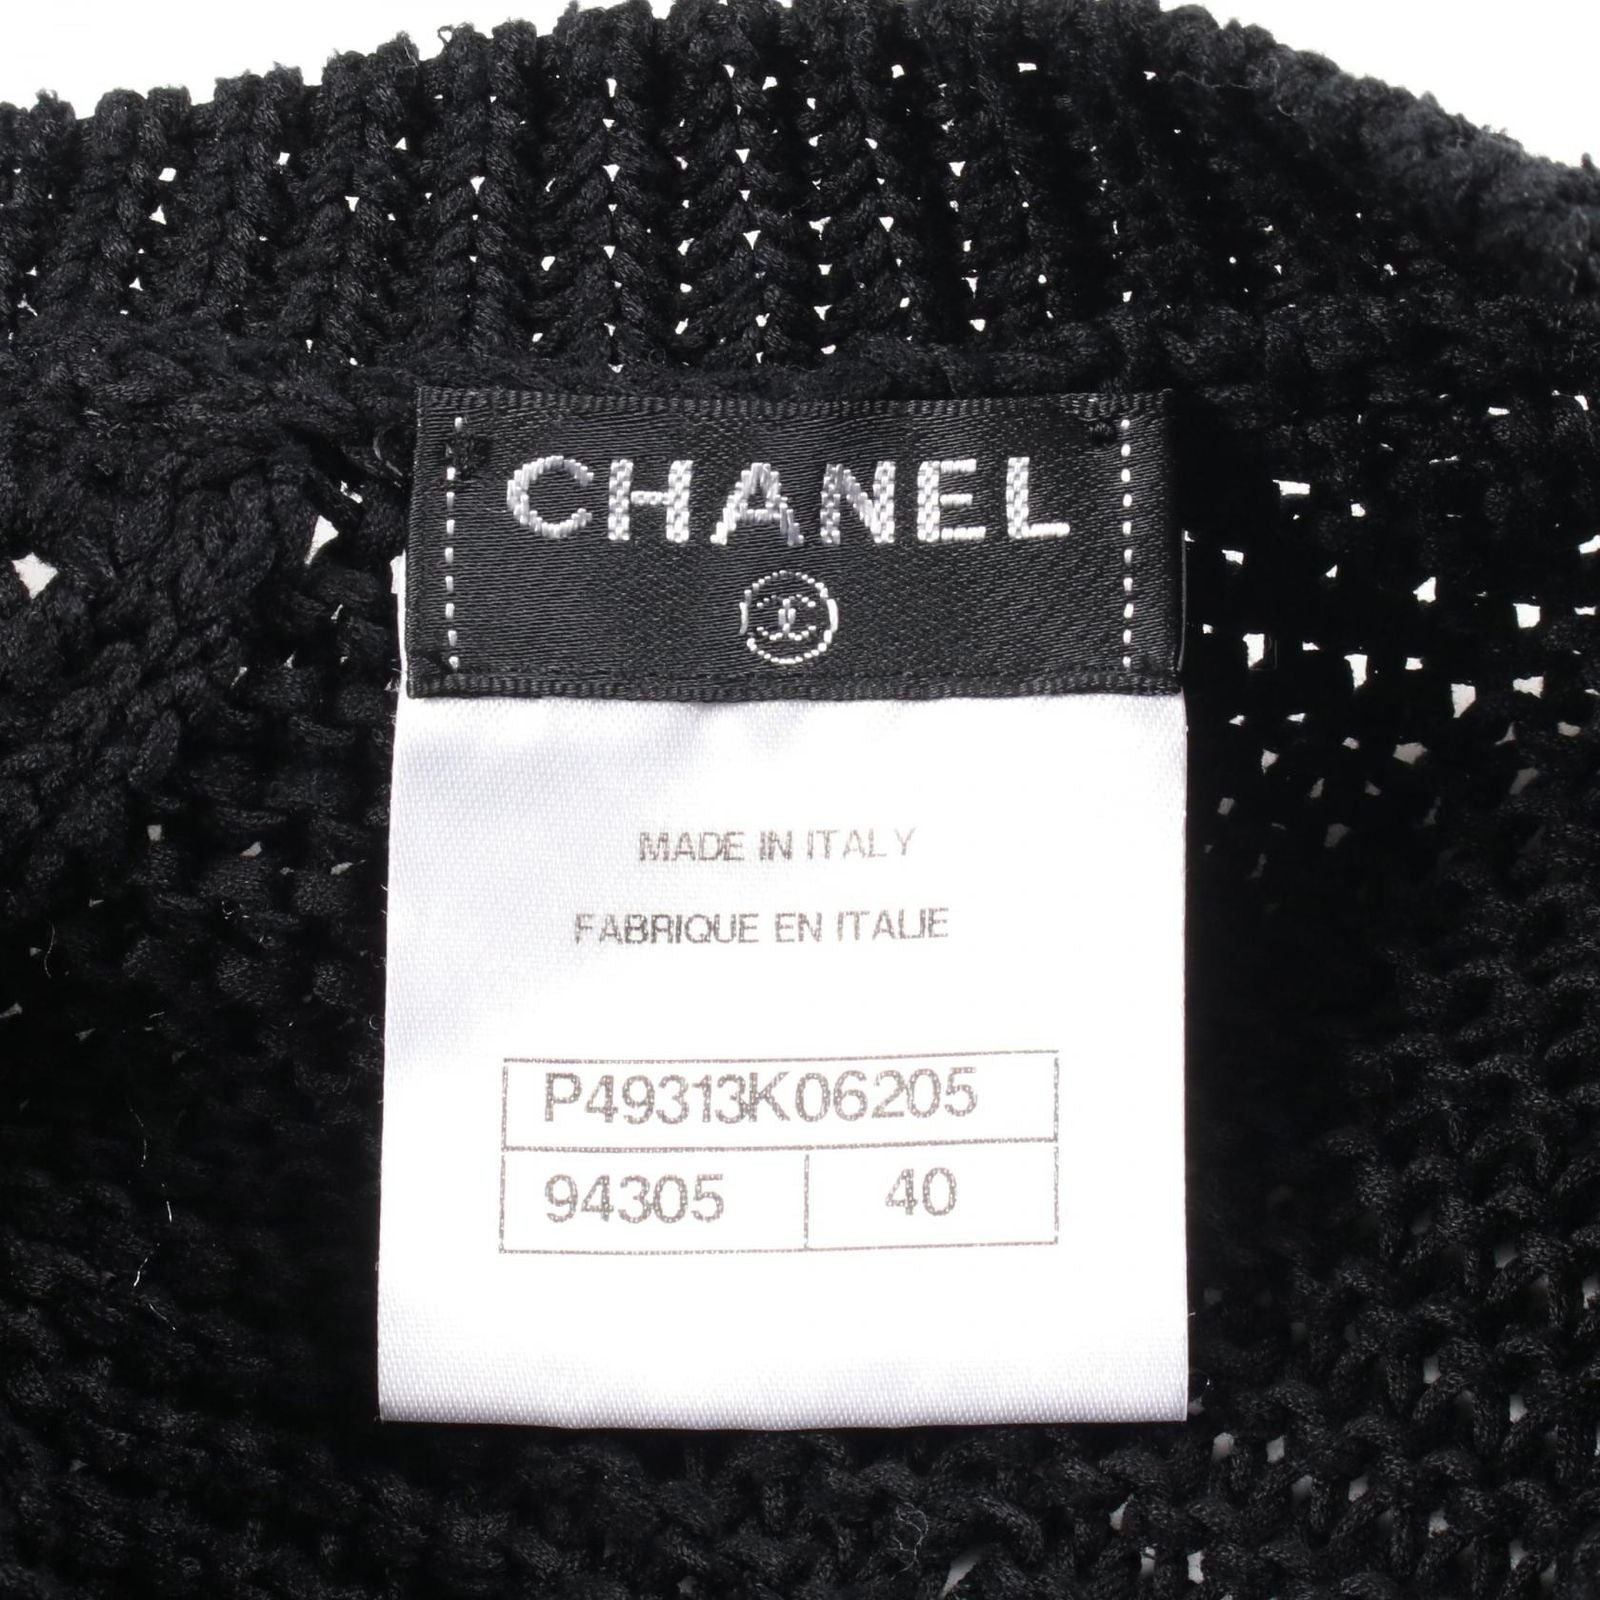 CHANEL
MADE IN ITALY
FABRIQUE EN ITALIE
P49313K06205
94305 40